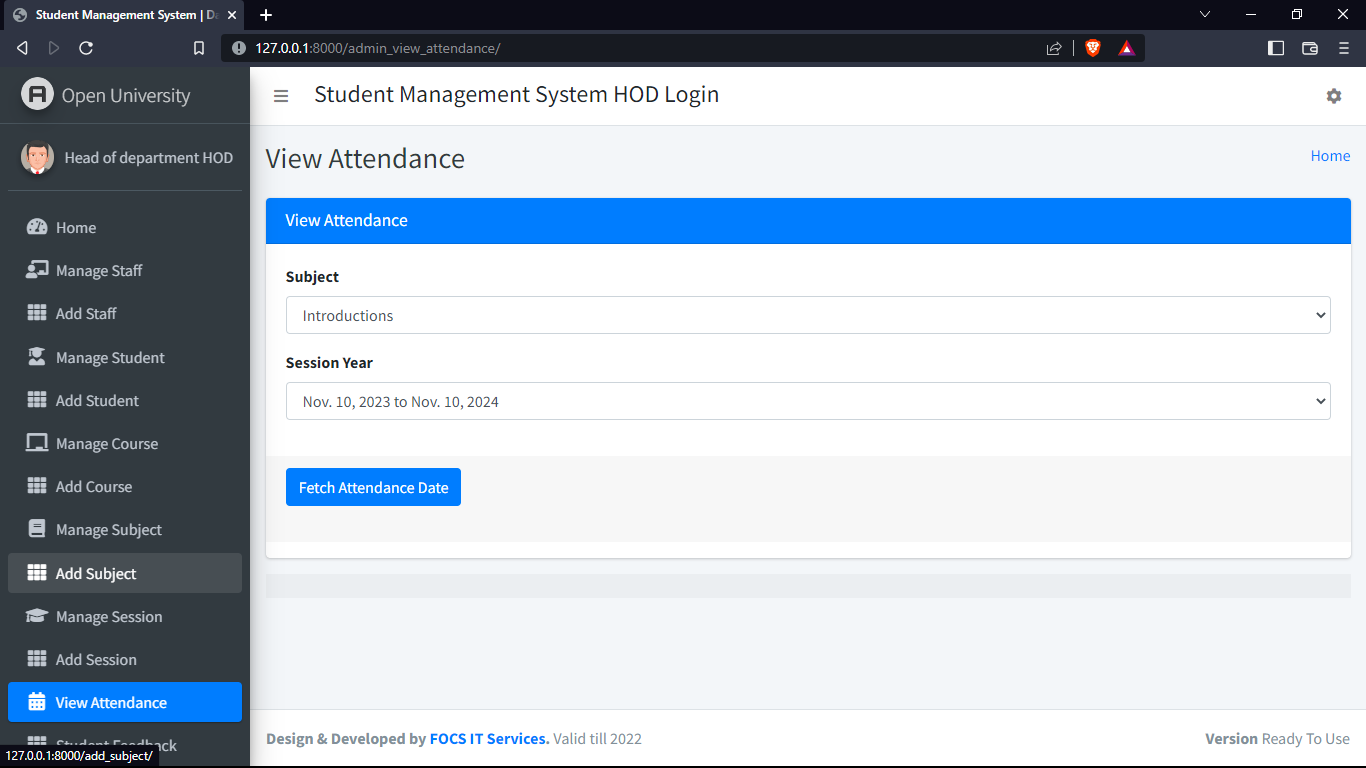 Student Management System | Da
127.0.0.1:8000/admin_view_attendance/
Open University
Student Management System HOD Login
Head of department HOD
View Attendance
Home
Home
Manage Staff
Add Staff
Manage Student
Add Student
Manage Course
Add Course
Manage Subject
Add Subject
Manage Session
Add Session
View Attendance
Student Feedback
127.0.0.1:8000/add_subject/
View Attendance
Subject
Introductions
Session Year
Nov. 10, 2023 to Nov. 10, 2024
Fetch Attendance Date
Design & Developed by FOCS IT Services. Valid till 2022
Version Ready To Use